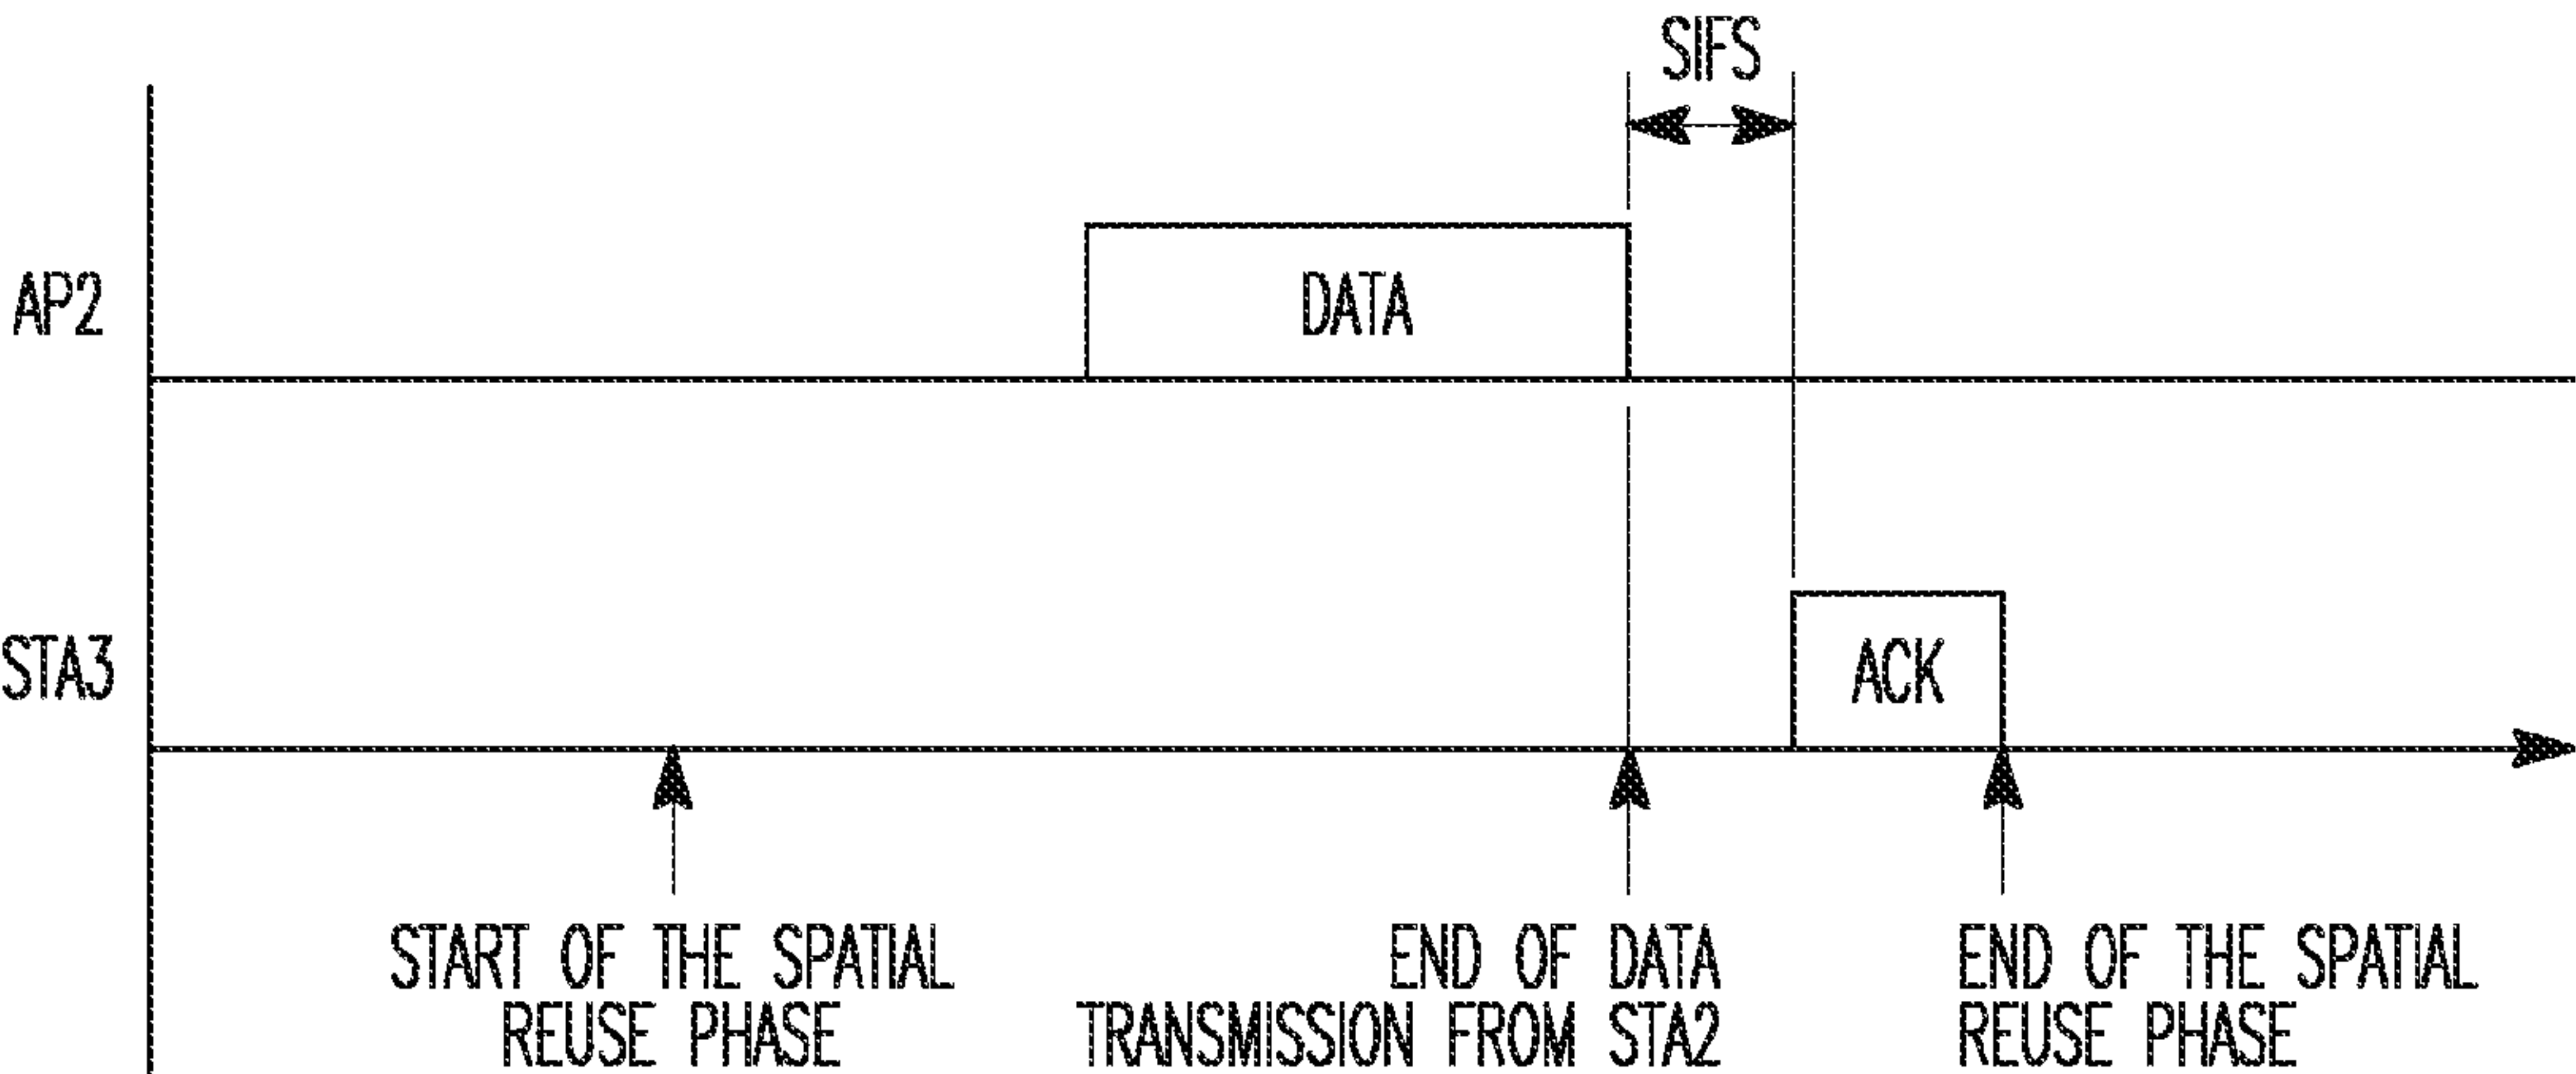 SIFS
AP2
DATA
STA3
ACK
START OF THE SPATIAL
REUSE PHASE
END OF DATA
TRANSMISSION FROM STA2
END OF THE SPATIAL
REUSE PHASE